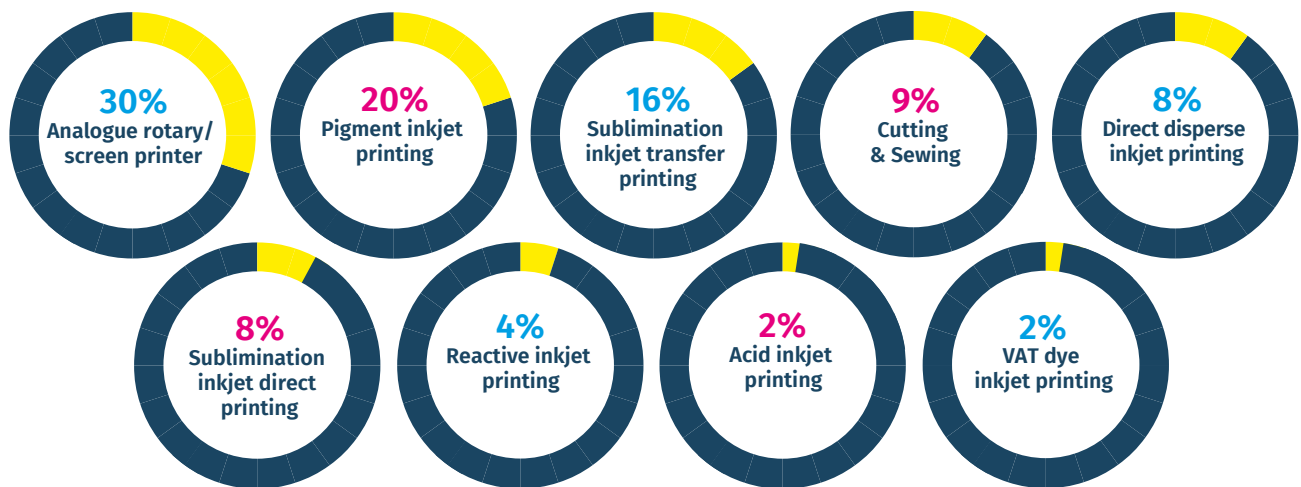 30%
Analogue rotary/
screen printer
20%
Pigment inkjet
printing
16%
Sublimination
inkjet transfer
printing
9%
Cutting
& Sewing
8%
Direct disperse
inkjet printing
8%
Sublimination
inkjet direct
printing
4%
Reactive inkjet
printing
2%
Acid inkjet
printing
2%
VAT dye
inkjet printing